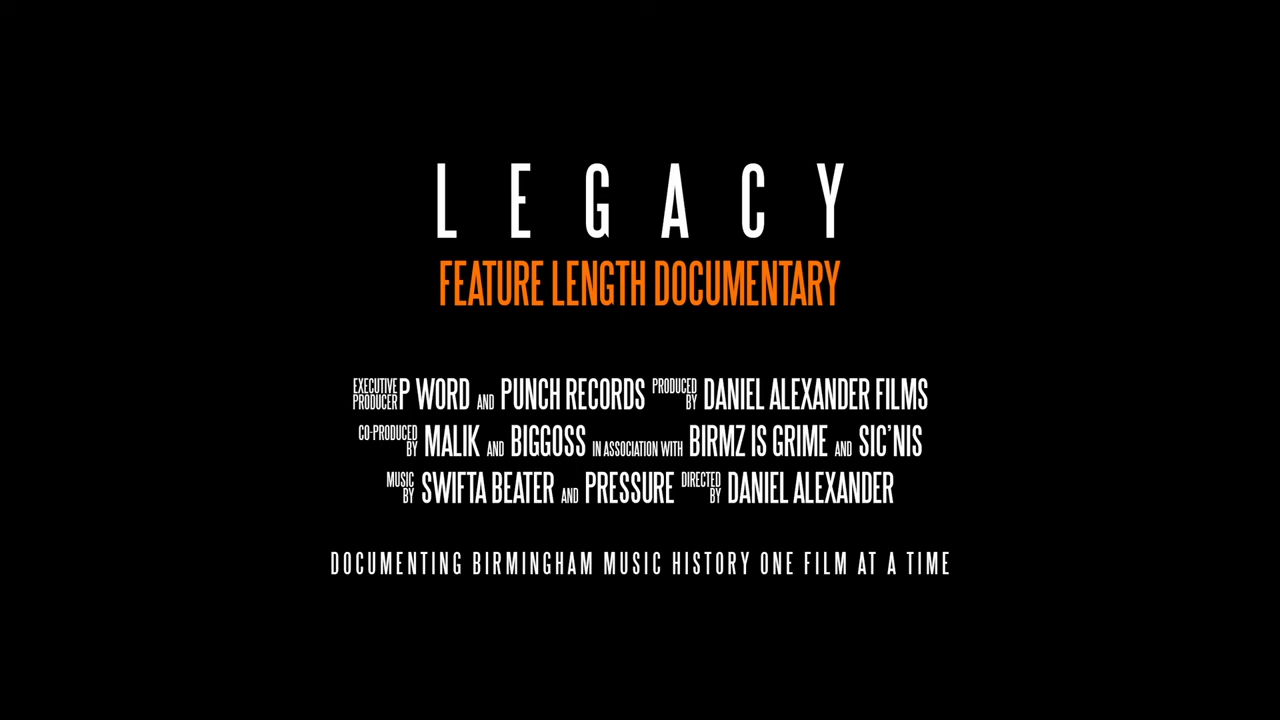 LEGACY
FEATURE LENGTH DOCUMENTARY
EXECUTIVE PRODUCER P WORD AND PUNCH RECORDS PRODUCED BY DANIEL ALEXANDER FILMS
CO-PRODUCED BY MALIK AND BIGGOSS IN ASSOCIATION WITH BIRMZ IS GRIME AND SIC'NIS
MUSIC BY SWIFTA BEATER AND PRESSURE DIRECTED BY DANIEL ALEXANDER
DOCUMENTING BIRMINGHAM MUSIC HISTORY ONE FILM AT A TIME